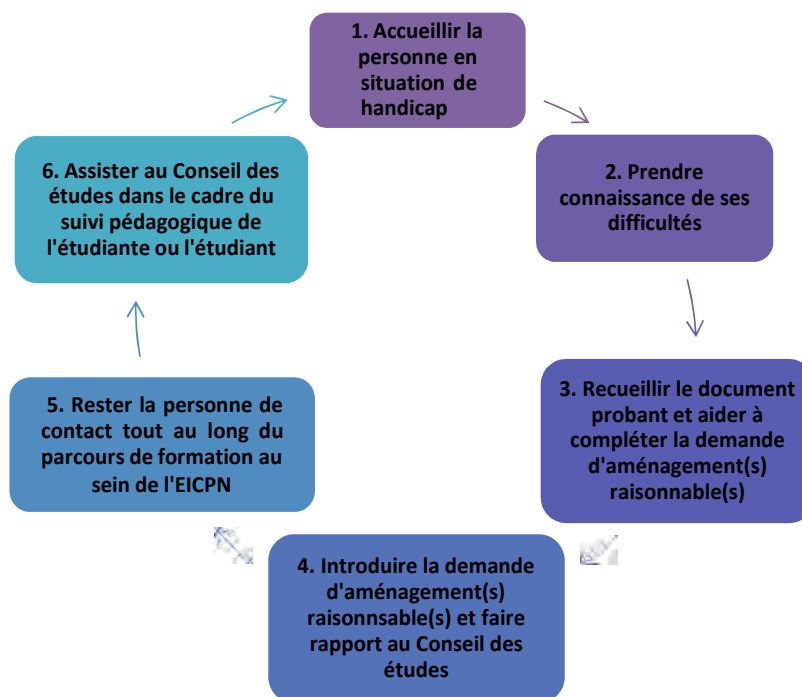 1. Accueillir la
personne en
situation de
handicap
2. Prendre
connaissance de ses
difficultés
3. Recueillir le document
probant et aider à
compléter la demande
d'aménagement(s)
raisonnable(s)
4. Introduire la demande
d'aménagement(s)
raisonnsable(s) et faire
rapport au Conseil des
études
5. Rester la personne de
contact tout au long du
parcours de formation au
sein de l'EICPN
6. Assister au Conseil des
études dans le cadre du
suivi pédagogique de
l'étudiante ou l'étudiant